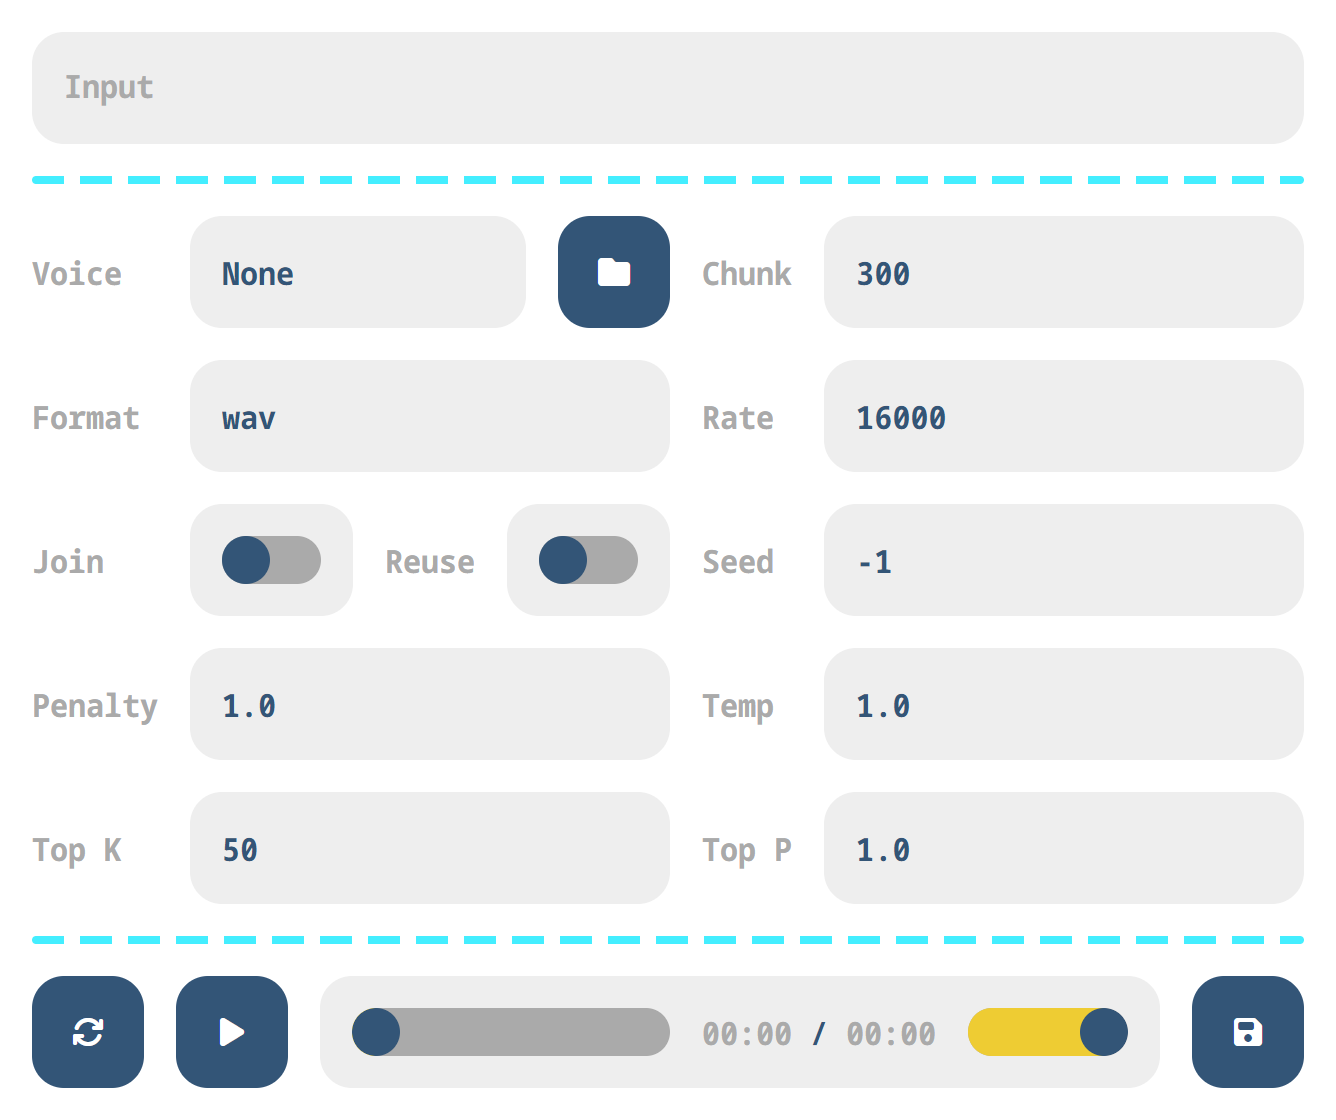 Input
Voice None Chunk 300
Format wav Rate 16000
Join Reuse Seed -1
Penalty 1.0 Temp 1.0
Top K 50 Top P 1.0
00:00 / 00:00